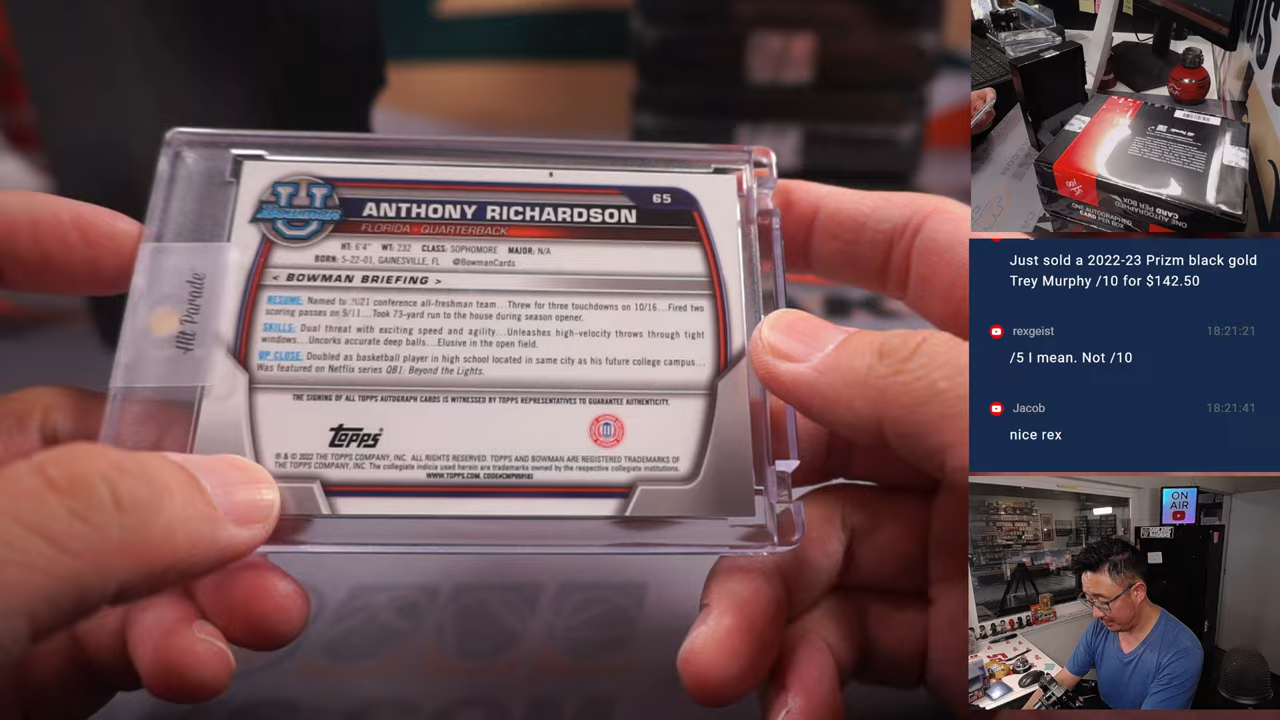 65
U
Bowman
ANTHONY RICHARDSON
FLORIDA - QUARTERBACK
HT: 6'4" WT: 232 CLASS: SOPHOMORE MAJOR: N/A
BORN: 5-22-01, GAINESVILLE, FL @BowmanCards
< BOWMAN BRIEFING >
RESUME: Named to 2021 conference all-freshman team... Threw for three touchdowns on 10/16...Fired two
scoring passes on 9/11...Took 73-yard run to the house during season opener.
SKILLS: Dual threat with exciting speed and agility...Unleashes high-velocity throws through tight
windows...Uncorks accurate deep balls...Elusive in the open field.
UP CLOSE: Doubled as basketball player in high school located in same city as his future college campus...
Was featured on Netflix series QB1: Beyond the Lights.
THE SIGNING OF ALL TOPPS AUTOGRAPH CARDS IS WITNESSED BY TOPPS REPRESENTATIVES TO GUARANTEE AUTHENTICITY.
Topps
® & © 2022 THE TOPPS COMPANY, INC. ALL RIGHTS RESERVED. TOPPS AND BOWMAN ARE REGISTERED TRADEMARKS OF
THE TOPPS COMPANY, INC. The collegiate indicia used herein are trademarks owned by the respective collegiate institutions.
WWW.TOPPS.COM. CODE#CMP059183
Hit Parade
ONE AUTOGRAPHED
CARD PER BOX
ONE AUTOGRAPHED
CARD PER BOX
Just sold a 2022-23 Prizm black gold
Trey Murphy /10 for $142.50
rexgeist 18:21:21
/5 I mean. Not /10
Jacob 18:21:41
nice rex
ON
AIR